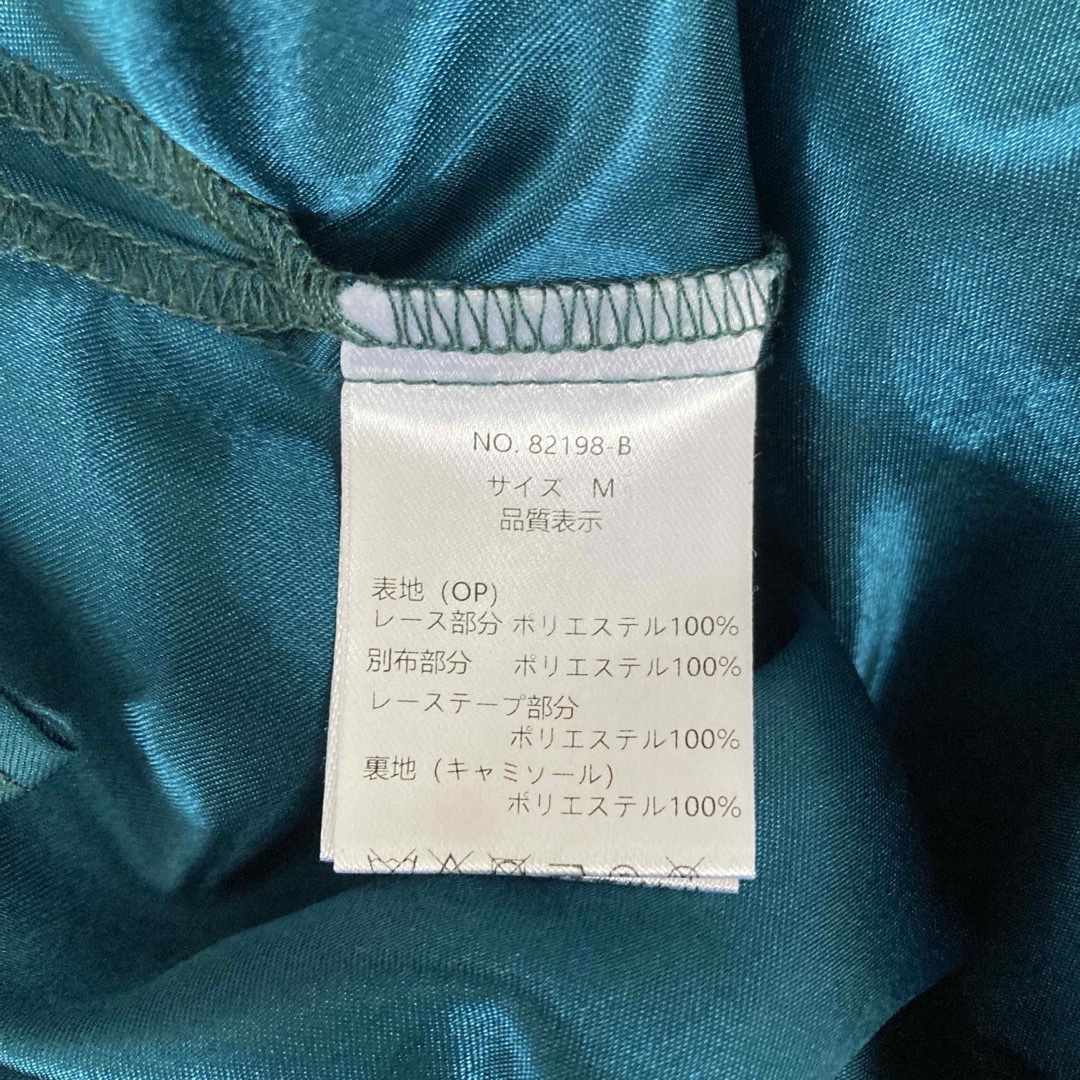 NO. 82198-B
サイズ　M
品質表示
表地（OP)
レース部分 ポリエステル100%
別布部分　ポリエステル100%
レーステープ部分
ポリエステル100%
裏地（キャミソール）
ポリエステル100%